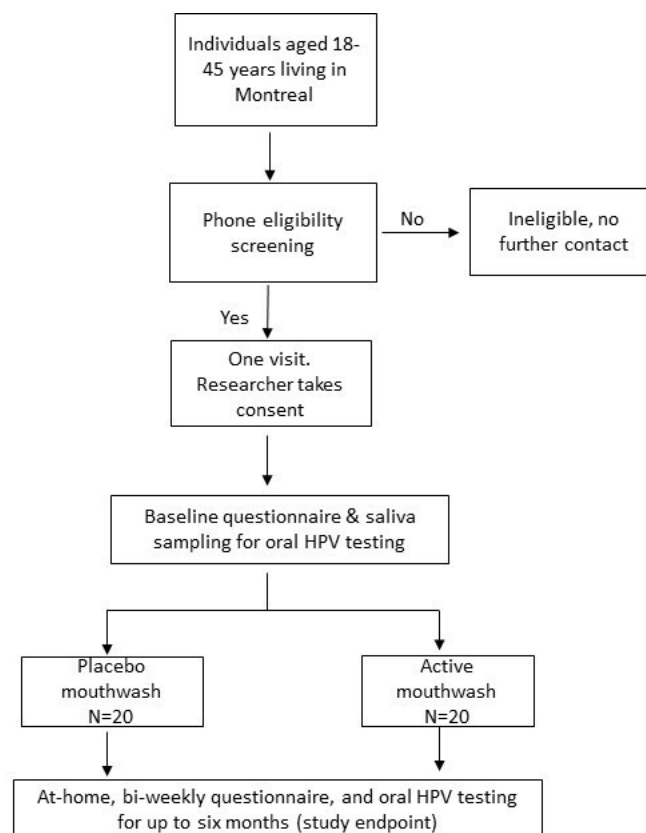 Individuals aged 18-
45 years living in
Montreal
Phone eligibility
screening
No
Ineligible, no
further contact
Yes
One visit.
Researcher takes
consent
Baseline questionnaire & saliva
sampling for oral HPV testing
Placebo
mouthwash
N=20
Active
mouthwash
N=20
At-home, bi-weekly questionnaire, and oral HPV testing
for up to six months (study endpoint)